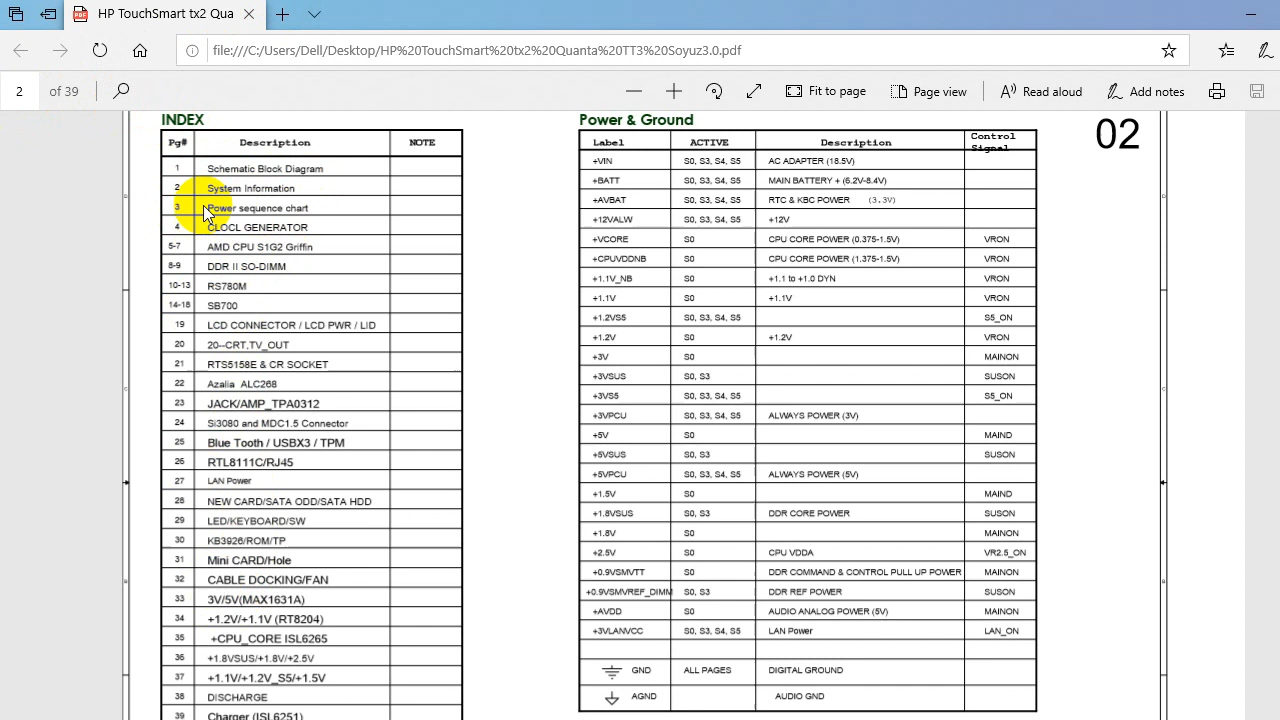 HP TouchSmart tx2 Qua
file:///C:/Users/Dell/Desktop/HP%20TouchSmart%20tx2%20Quanta%20TT3%20Soyuz3.0.pdf
2 of 39 Fit to page Page view Read aloud Add notes
INDEX
Pg# Description NOTE
1 Schematic Block Diagram
2 System Information
3 Power sequence chart
4 CLOCL GENERATOR
5-7 AMD CPU S1G2 Griffin
8-9 DDR II SO-DIMM
10-13 RS780M
14-18 SB700
19 LCD CONNECTOR / LCD PWR / LID
20 20--CRT,TV_OUT
21 RTS5158E & CR SOCKET
22 Azalia ALC268
23 JACK/AMP_TPA0312
24 Si3080 and MDC1.5 Connector
25 Blue Tooth / USBX3 / TPM
26 RTL8111C/RJ45
27 LAN Power
28 NEW CARD/SATA ODD/SATA HDD
29 LED/KEYBOARD/SW
30 KB3926/ROM/TP
31 Mini CARD/Hole
32 CABLE DOCKING/FAN
33 3V/5V(MAX1631A)
34 +1.2V/+1.1V (RT8204)
35 +CPU_CORE ISL6265
36 +1.8VSUS/+1.8V/+2.5V
37 +1.1V/+1.2V_S5/+1.5V
38 DISCHARGE
39 Charger (ISL6251)
Power & Ground
Label ACTIVE Description Control Signal
+VIN S0, S3, S4, S5 AC ADAPTER (18.5V)
+BATT S0, S3, S4, S5 MAIN BATTERY + (6.2V-8.4V)
+AVBAT S0, S3, S4, S5 RTC & KBC POWER (3.3V)
+12VALW S0, S3, S4, S5 +12V
+VCORE S0 CPU CORE POWER (0.375-1.5V) VRON
+CPUVDDNB S0 CPU CORE POWER (1.375-1.5V) VRON
+1.1V_NB S0 +1.1 to +1.0 DYN VRON
+1.1V S0 +1.1V VRON
+1.2VS5 S0, S3, S4, S5 S5_ON
+1.2V S0 +1.2V VRON
+3V S0 MAINON
+3VSUS S0, S3 SUSON
+3VS5 S0, S3, S4, S5 S5_ON
+3VPCU S0, S3, S4, S5 ALWAYS POWER (3V)
+5V S0 MAIND
+5VSUS S0, S3 SUSON
+5VPCU S0, S3, S4, S5 ALWAYS POWER (5V)
+1.5V S0 MAIND
+1.8VSUS S0, S3 DDR CORE POWER SUSON
+1.8V S0 MAINON
+2.5V S0 CPU VDDA VR2.5_ON
+0.9VSMVTT S0 DDR COMMAND & CONTROL PULL UP POWER MAINON
+0.9VSMVREF_DIMM S0, S3 DDR REF POWER SUSON
+AVDD S0 AUDIO ANALOG POWER (5V) MAINON
+3VLANVCC S0, S3, S4, S5 LAN Power LAN_ON
GND ALL PAGES DIGITAL GROUND
AGND AUDIO GND
02